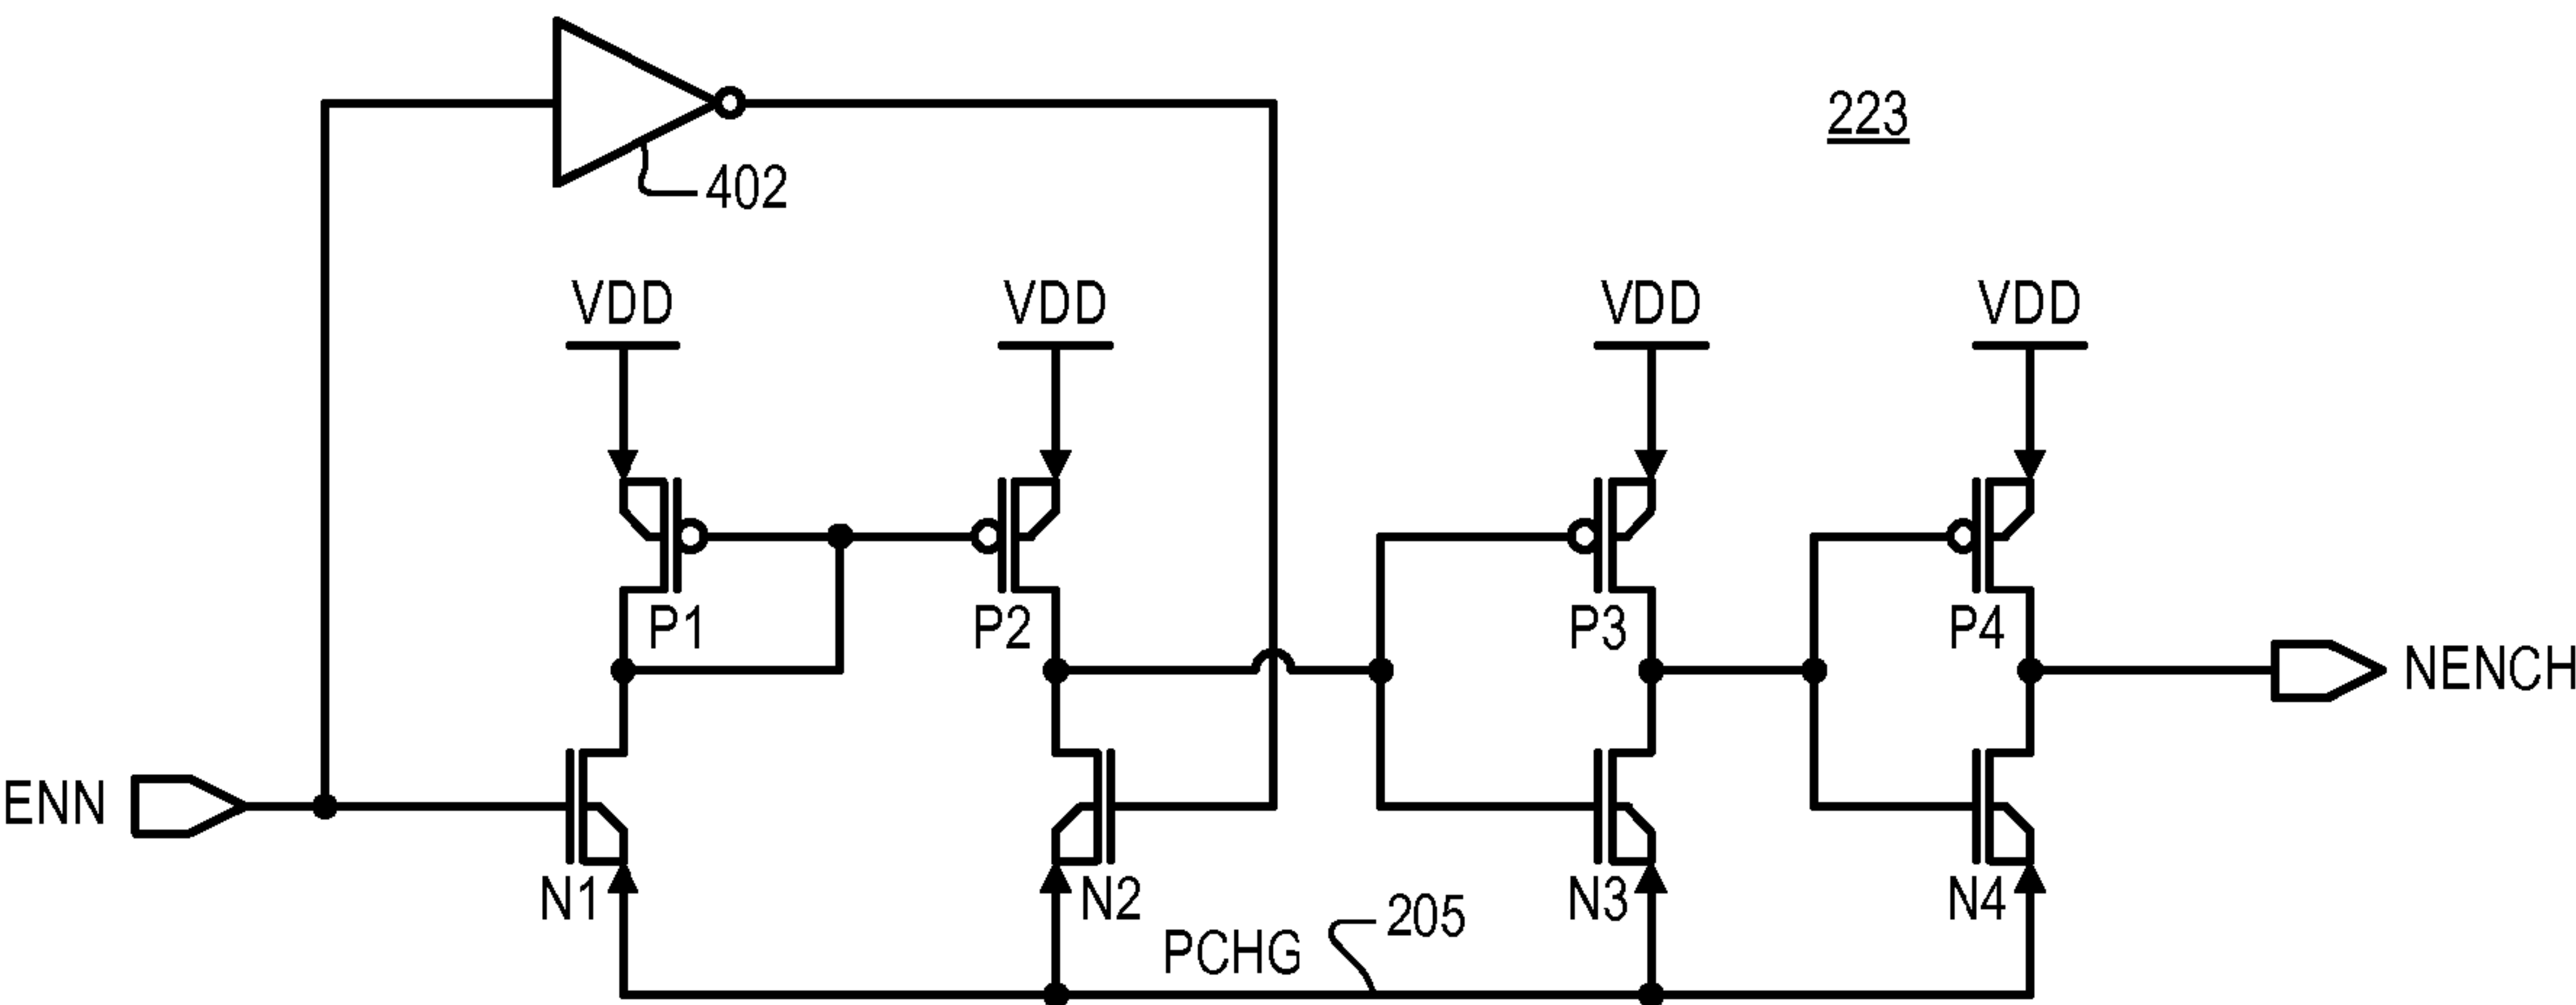 223
402
VDD VDD VDD VDD
P1 P2 P3 P4
NENCH
ENN
N1 N2 N3 N4
PCHG 205